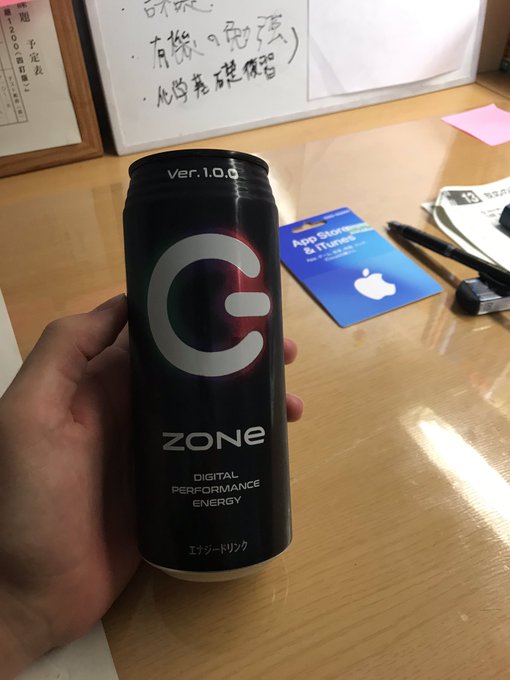 予定表
・有機の勉強
・化学基礎復習)
Ver.1.0.0
ZONe
DIGITAL
PERFORMANCE
ENERGY
エナジードリンク
App Store
& iTunes
13